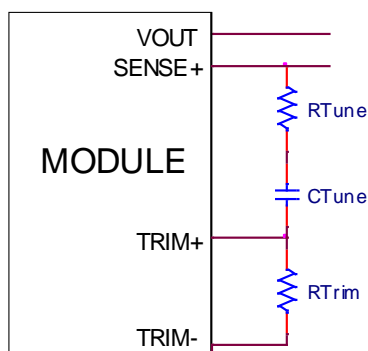 VOUT
SENSE+
RTune
MODULE
CTune
TRIM+
RTrim
TRIM-